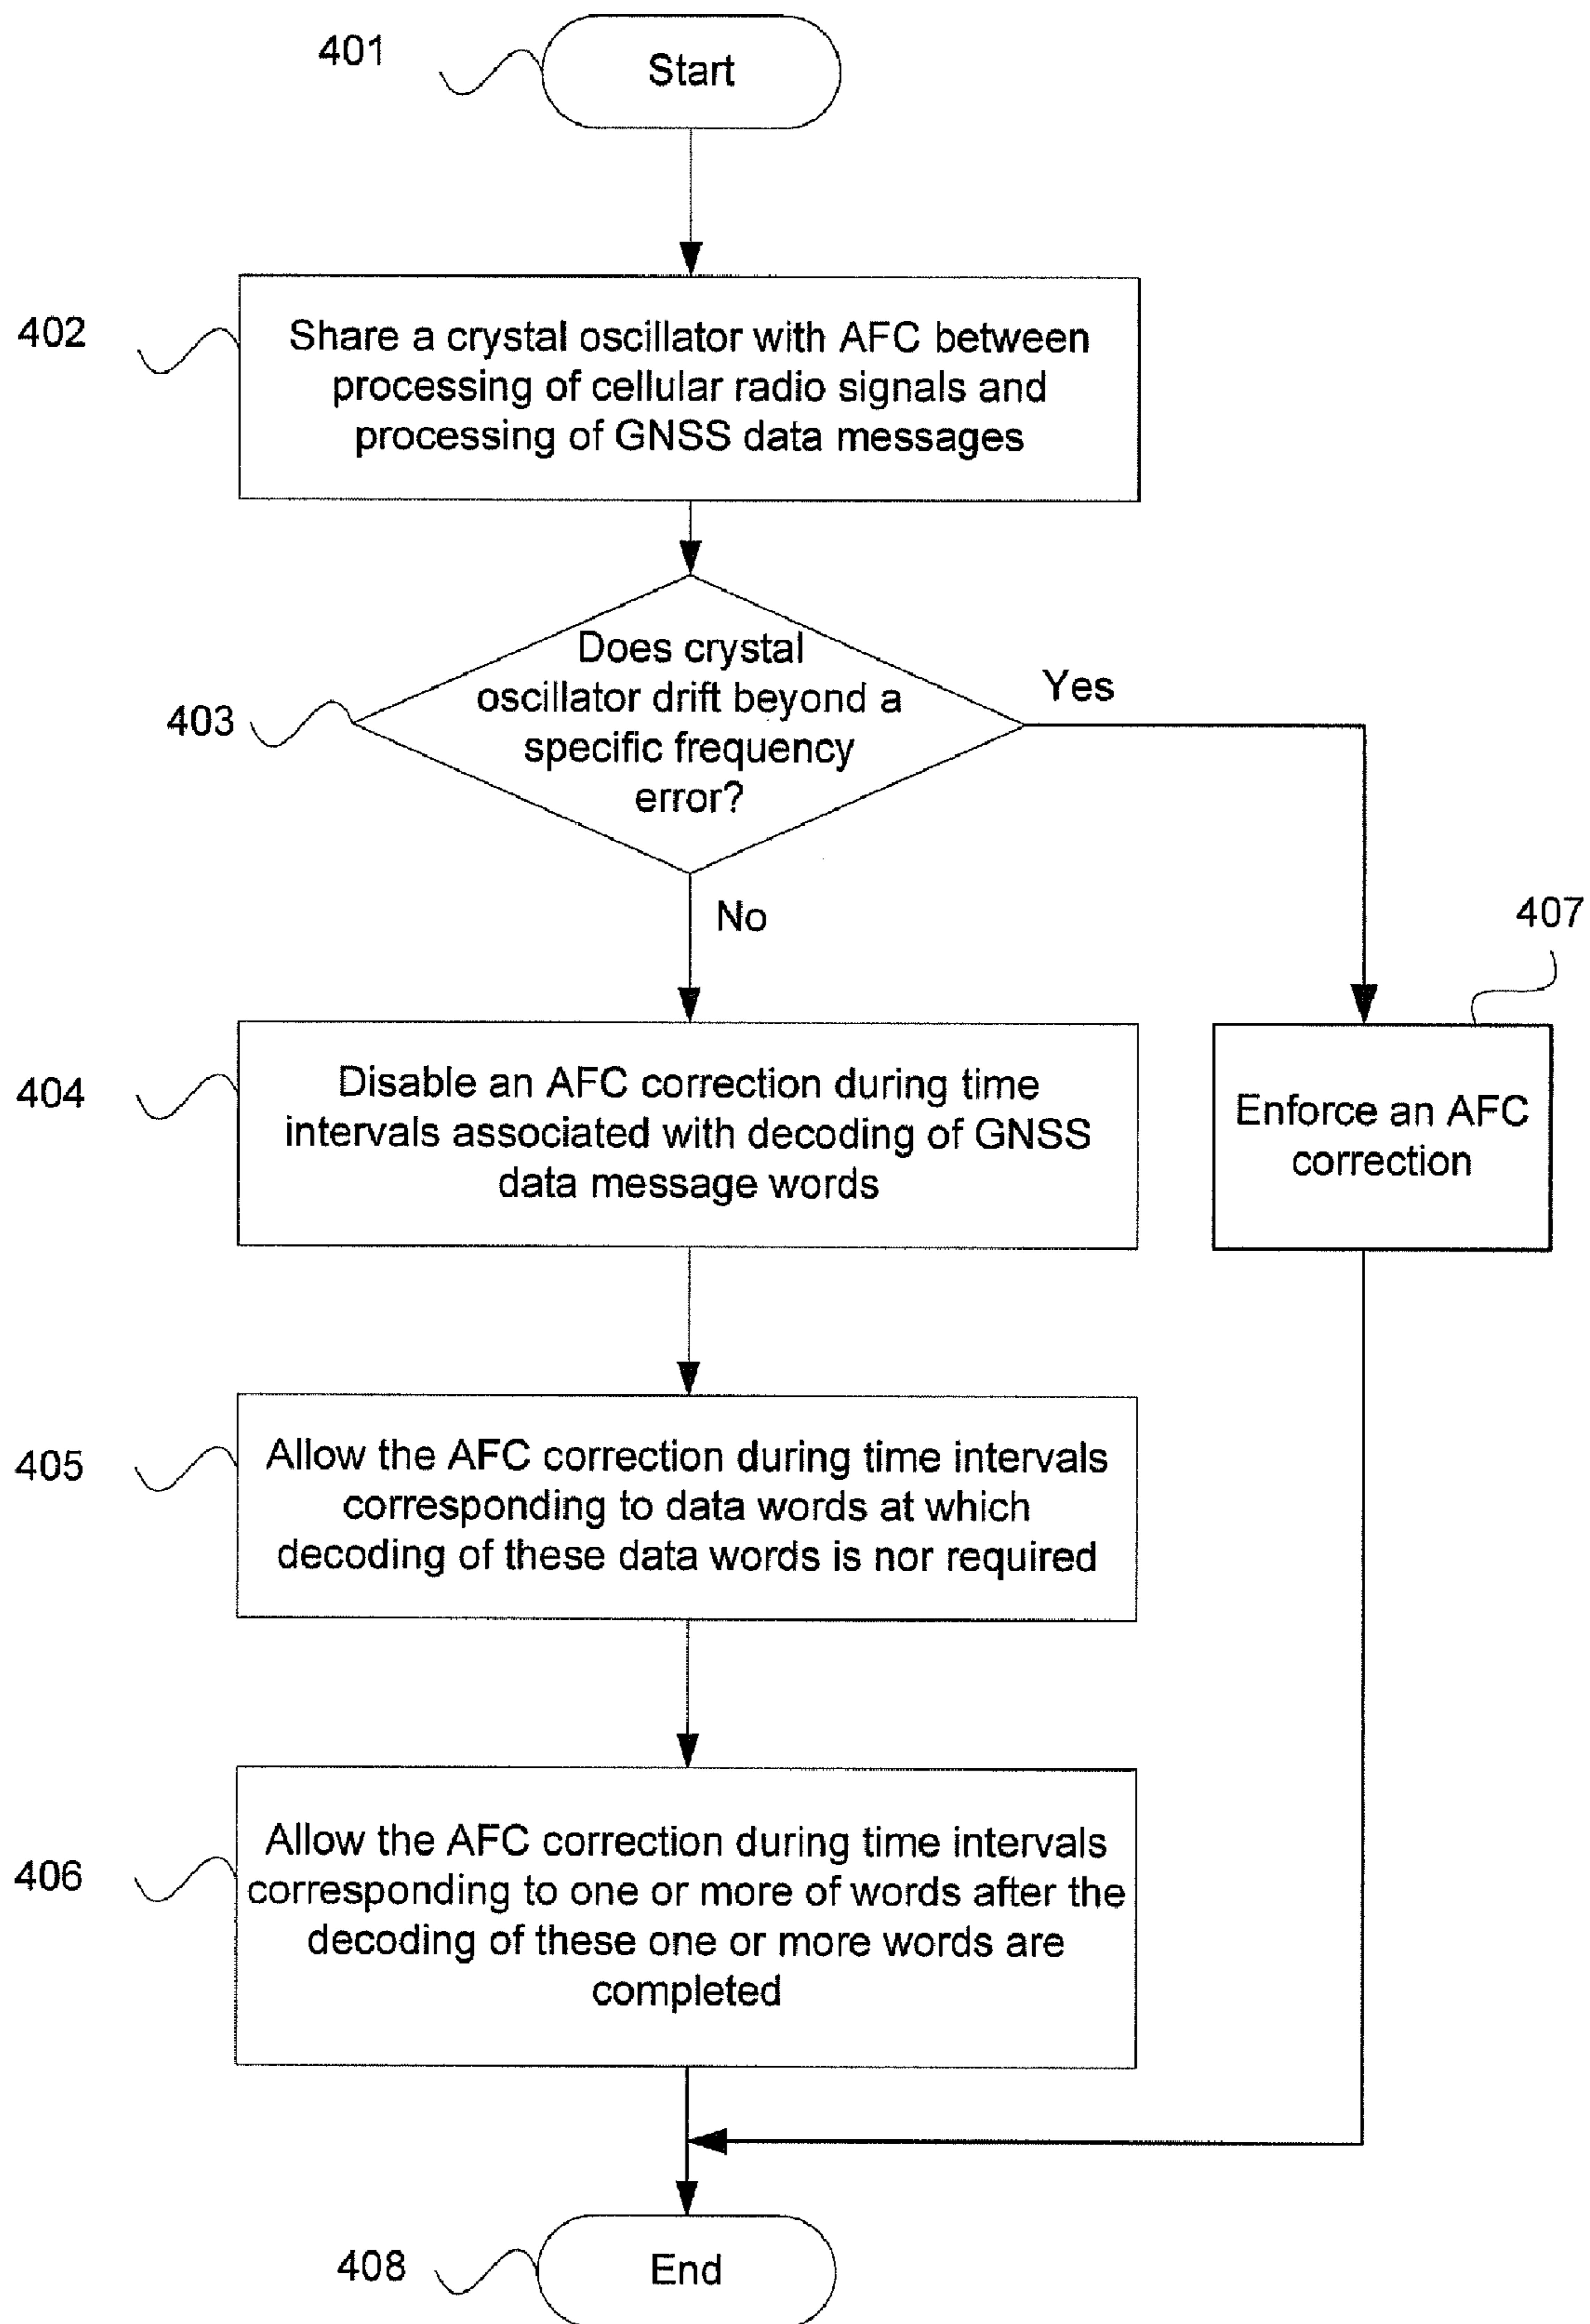 401
Start
402
Share a crystal oscillator with AFC between
processing of cellular radio signals and
processing of GNSS data messages
403
Does crystal
oscillator drift beyond a
specific frequency
error?
Yes
No
407
404
Disable an AFC correction during time
intervals associated with decoding of GNSS
data message words
Enforce an AFC
correction
405
Allow the AFC correction during time intervals
corresponding to data words at which
decoding of these data words is nor required
406
Allow the AFC correction during time intervals
corresponding to one or more of words after the
decoding of these one or more words are
completed
408
End